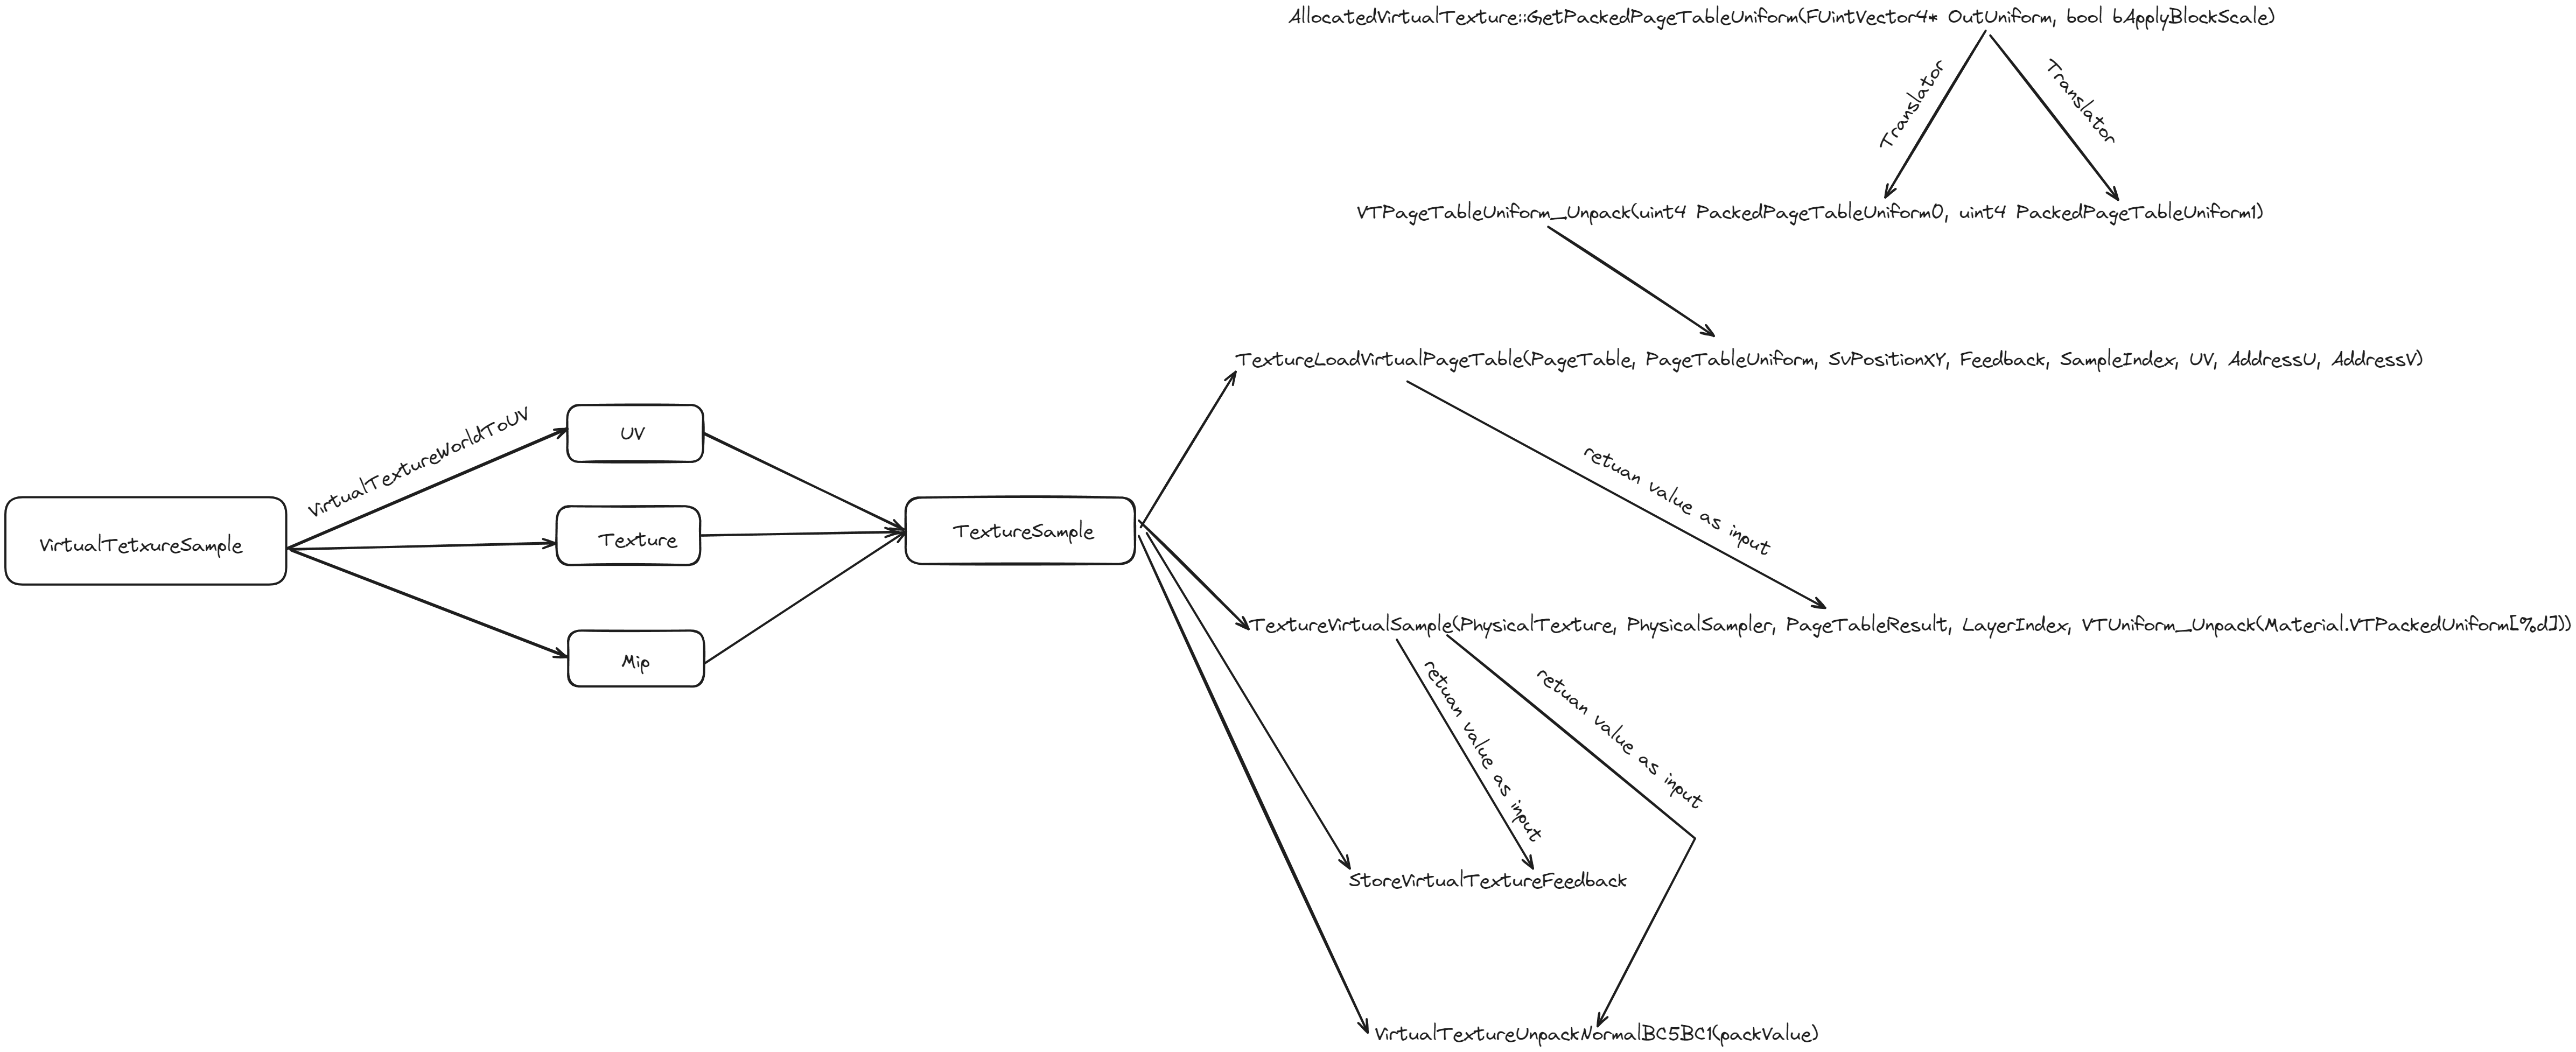 AllocatedVirtualTexture::GetPackedPageTableUniform(FUintVector4* OutUniform, bool bApplyBlockScale)
Translator
Translator
VTPageTableUniform_Unpack(uint4 PackedPageTableUniform0, uint4 PackedPageTableUniform1)
TextureLoadVirtualPageTable(PageTable, PageTableUniform, SvPositionXY, Feedback, SampleIndex, UV, AddressU, AddressV)
VirtualTextureWorldToUV
UV
retuan value as input
VirtualTetxureSample
Texture
TextureSample
TextureVirtualSample(PhysicalTexture, PhysicalSampler, PageTableResult, LayerIndex, VTUniform_Unpack(Material.VTPackedUniform[%d]))
Mip
retuan value as input
retuan value as input
StoreVirtualTextureFeedback
VirtualTextureUnpackNormalBC5BC1(packValue)